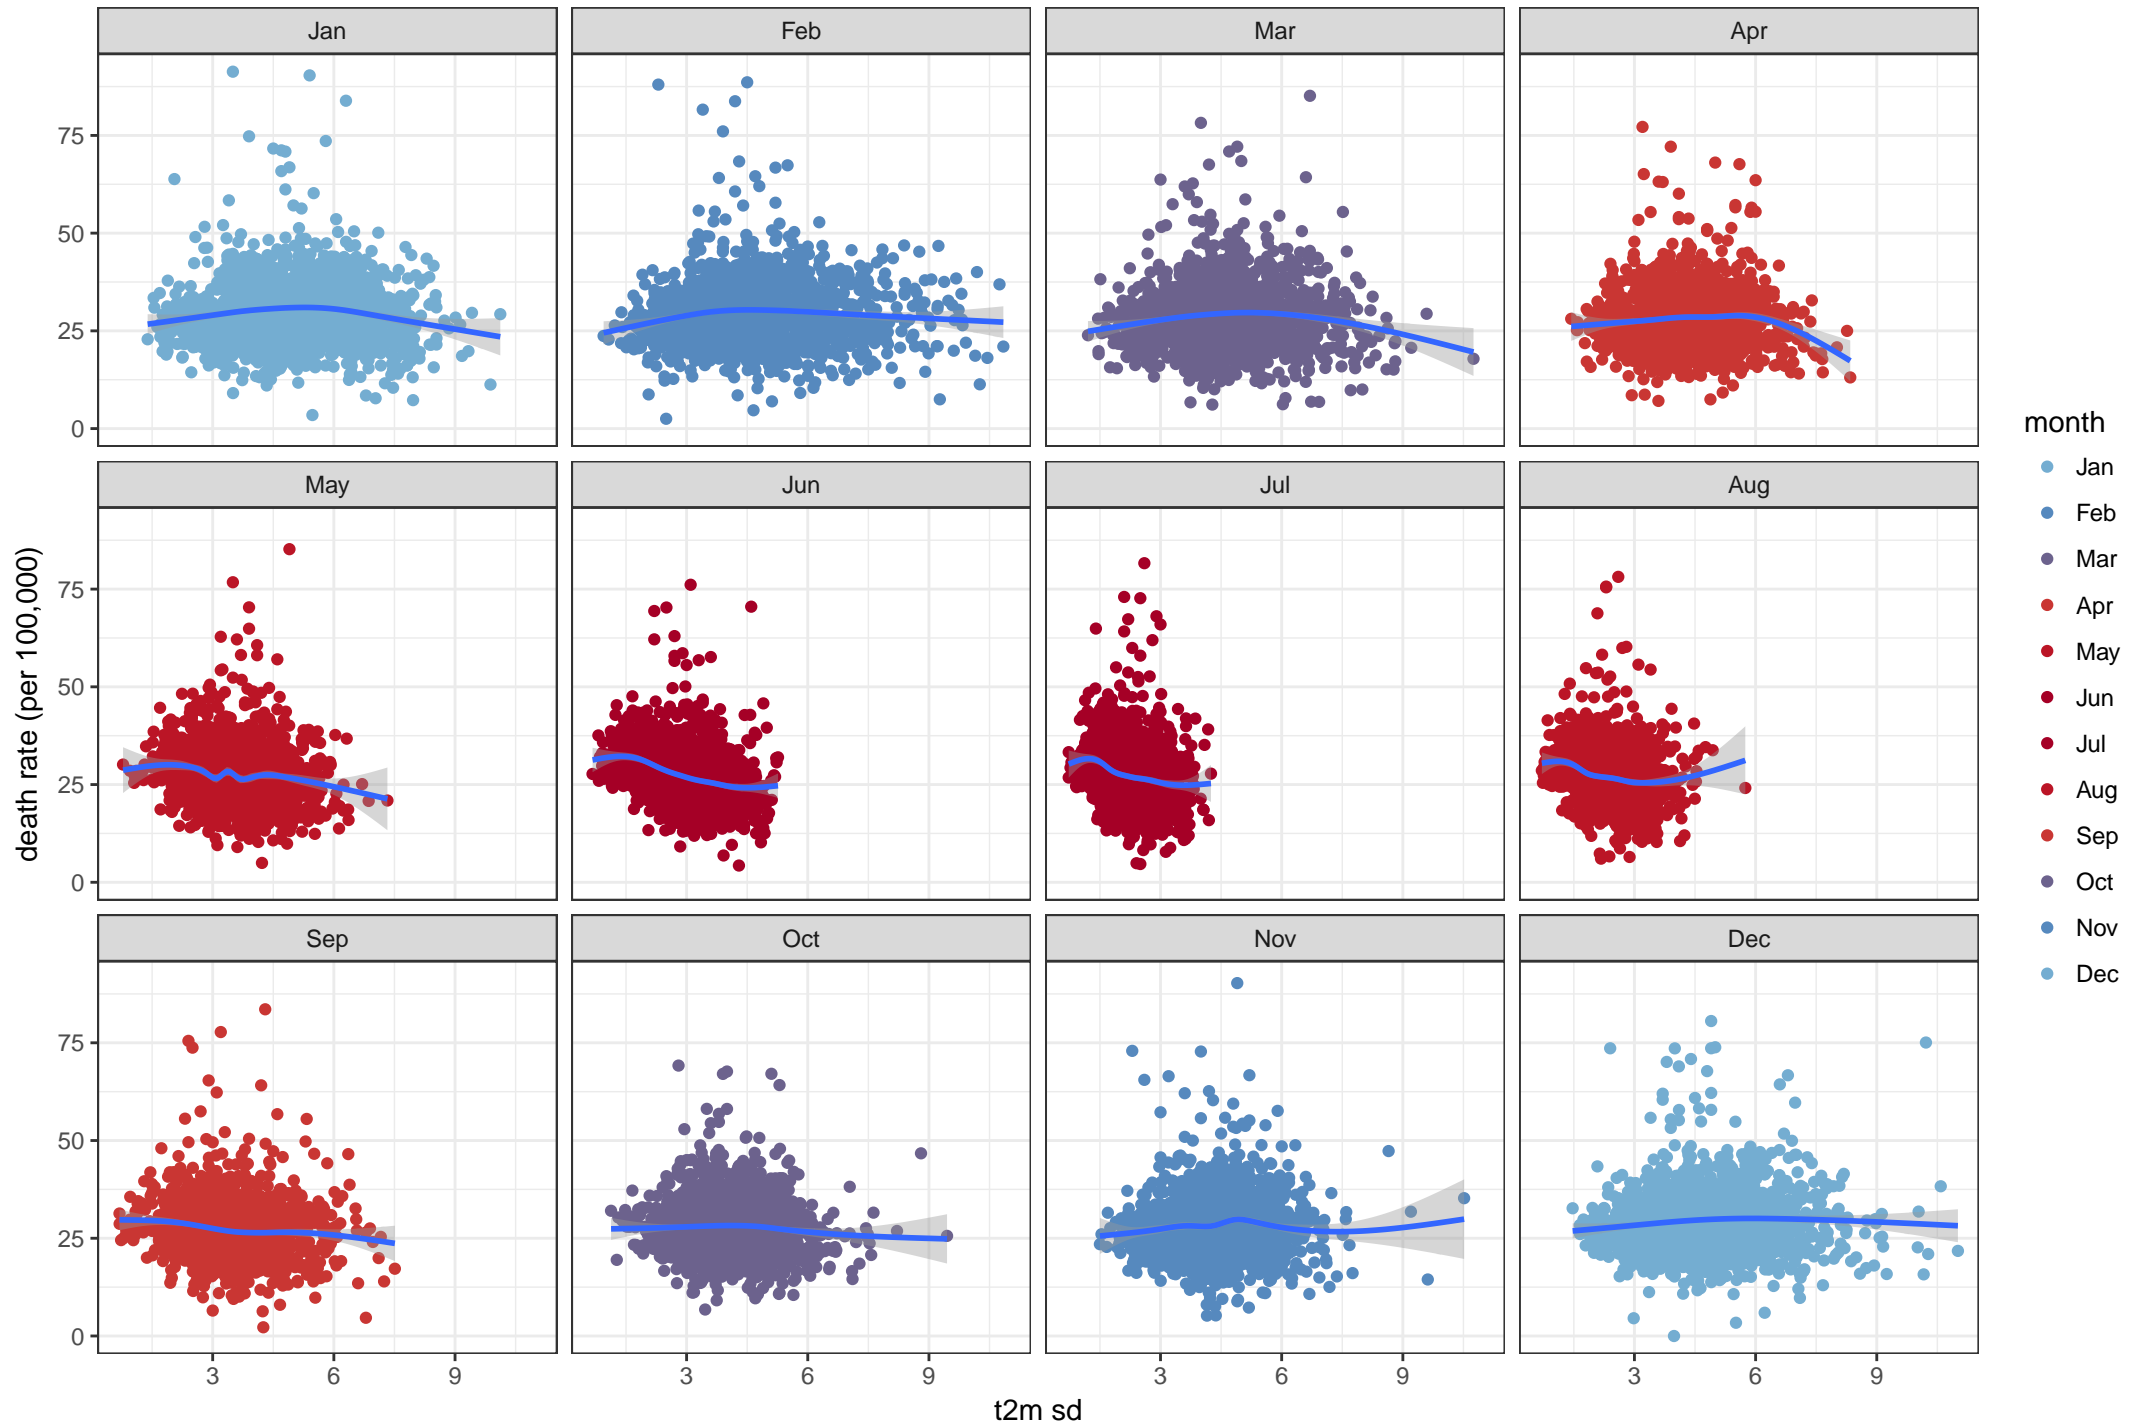 Jan Feb Mar Apr
75
50
25
0
May Jun Jul Aug
75
50
25
0
Sep Oct Nov Dec
75
50
25
0
3 6 9 3 6 9 3 6 9 3 6 9
t2m sd
death rate (per 100,000)
month
Jan
Feb
Mar
Apr
May
Jun
Jul
Aug
Sep
Oct
Nov
Dec